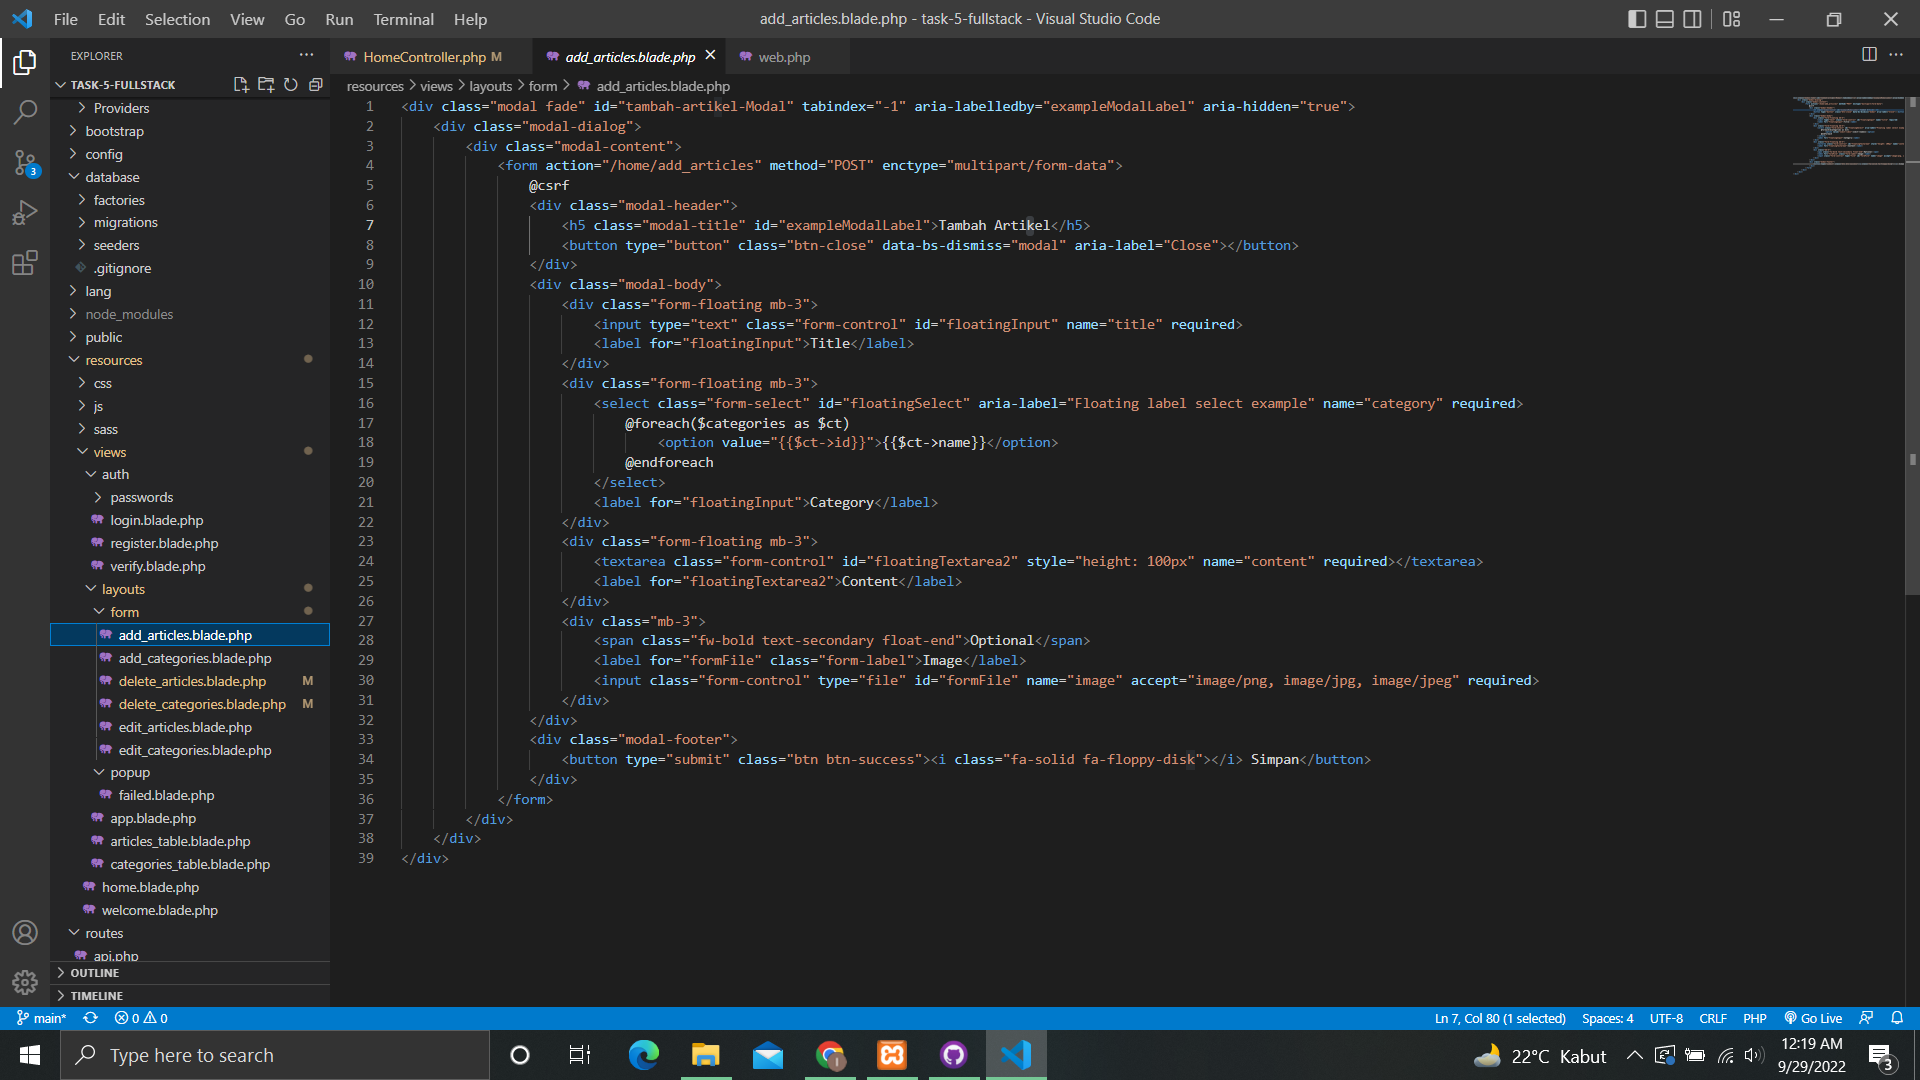 File Edit Selection View Go Run Terminal Help
add_articles.blade.php - task-5-fullstack - Visual Studio Code
EXPLORER
TASK-5-FULLSTACK
Providers
bootstrap
config
database
factories
migrations
seeders
.gitignore
lang
node_modules
public
resources
css
js
sass
views
auth
passwords
login.blade.php
register.blade.php
verify.blade.php
layouts
form
add_articles.blade.php
add_categories.blade.php
delete_articles.blade.php M
delete_categories.blade.php M
edit_articles.blade.php
edit_categories.blade.php
popup
failed.blade.php
app.blade.php
articles_table.blade.php
categories_table.blade.php
home.blade.php
welcome.blade.php
routes
api.php
OUTLINE
TIMELINE
3
HomeController.php M
add_articles.blade.php
web.php
resources > views > layouts > form > add_articles.blade.php
1 <div class="modal fade" id="tambah-artikel-Modal" tabindex="-1" aria-labelledby="exampleModalLabel" aria-hidden="true">
2 <div class="modal-dialog">
3 <div class="modal-content">
4 <form action="/home/add_articles" method="POST" enctype="multipart/form-data">
5 @csrf
6 <div class="modal-header">
7 <h5 class="modal-title" id="exampleModalLabel">Tambah Artikel</h5>
8 <button type="button" class="btn-close" data-bs-dismiss="modal" aria-label="Close"></button>
9 </div>
10 <div class="modal-body">
11 <div class="form-floating mb-3">
12 <input type="text" class="form-control" id="floatingInput" name="title" required>
13 <label for="floatingInput">Title</label>
14 </div>
15 <div class="form-floating mb-3">
16 <select class="form-select" id="floatingSelect" aria-label="Floating label select example" name="category" required>
17 @foreach($categories as $ct)
18 <option value="{{$ct->id}}">{{$ct->name}}</option>
19 @endforeach
20 </select>
21 <label for="floatingInput">Category</label>
22 </div>
23 <div class="form-floating mb-3">
24 <textarea class="form-control" id="floatingTextarea2" style="height: 100px" name="content" required></textarea>
25 <label for="floatingTextarea2">Content</label>
26 </div>
27 <div class="mb-3">
28 <span class="fw-bold text-secondary float-end">Optional</span>
29 <label for="formFile" class="form-label">Image</label>
30 <input class="form-control" type="file" id="formFile" name="image" accept="image/png, image/jpg, image/jpeg" required>
31 </div>
32 </div>
33 <div class="modal-footer">
34 <button type="submit" class="btn btn-success"><i class="fa-solid fa-floppy-disk"></i> Simpan</button>
35 </div>
36 </form>
37 </div>
38 </div>
39 </div>
main* 0 0
Ln 7, Col 80 (1 selected) Spaces: 4 UTF-8 CRLF PHP Go Live
Type here to search
22°C Kabut
12:19 AM
9/29/2022
3